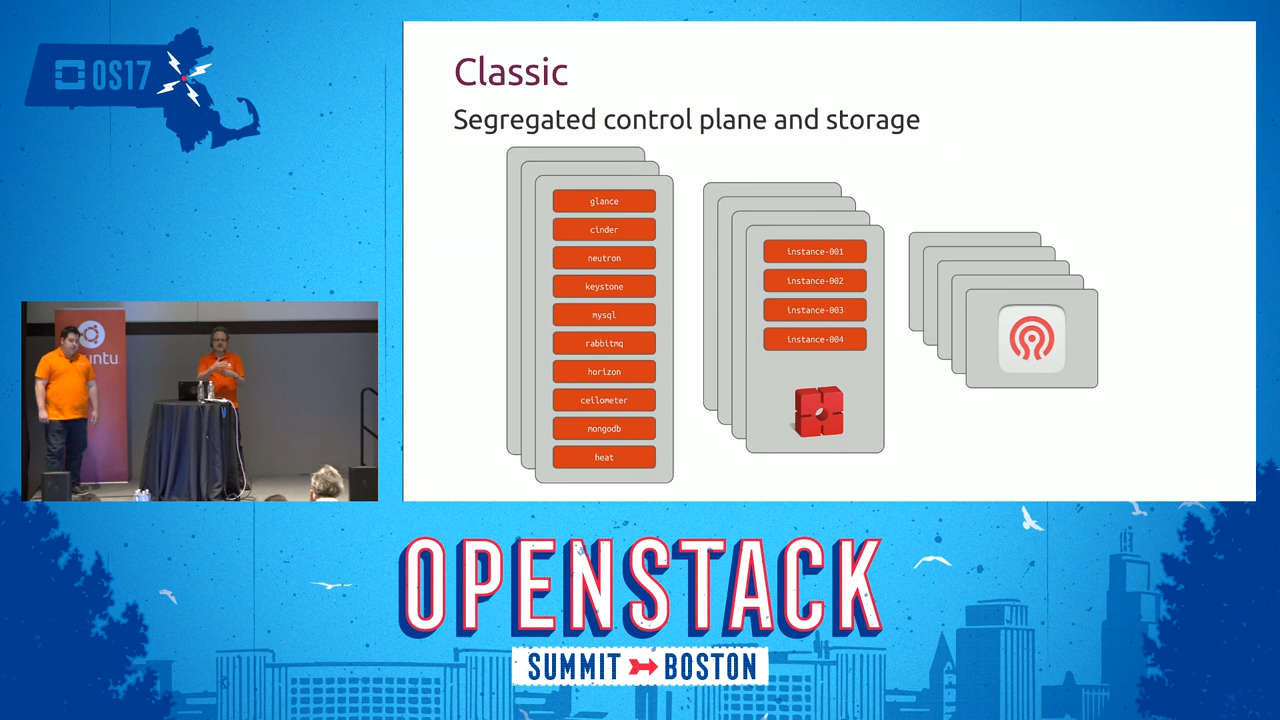 OS17
Classic
Segregated control plane and storage
glance
cinder
neutron
keystone
mysql
rabbitmq
horizon
ceilometer
mongodb
heat
instance-001
instance-002
instance-003
instance-004
untu
OPENSTACK
SUMMIT BOSTON